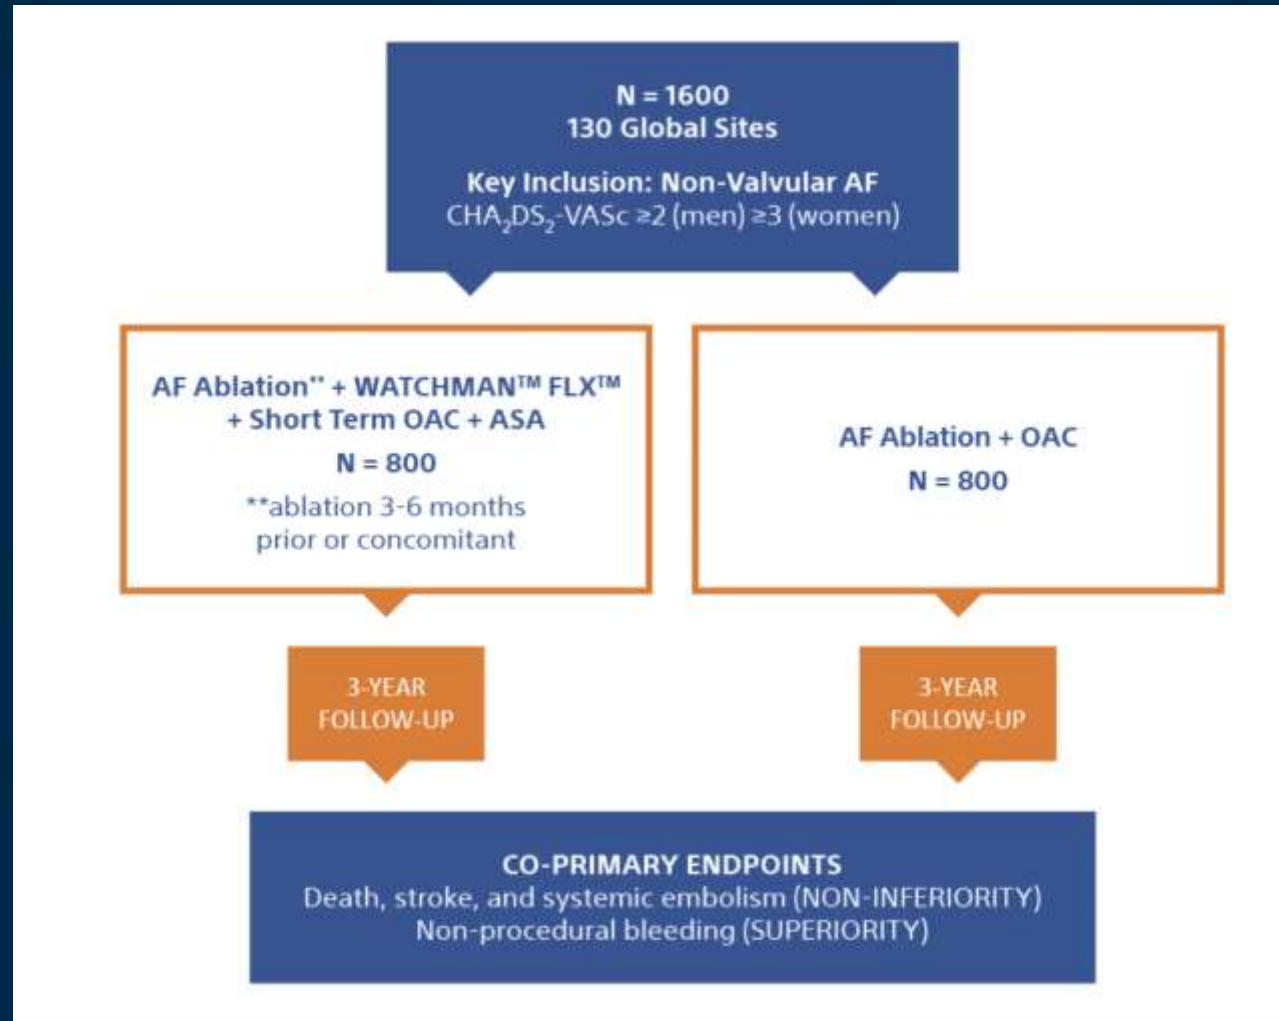 N = 1600
130 Global Sites
Key Inclusion: Non-Valvular AF
CHA₂DS₂-VASc ≥2 (men) ≥3 (women)
AF Ablation** + WATCHMAN™ FLX™
+ Short Term OAC + ASA
N = 800
**ablation 3-6 months
prior or concomitant
AF Ablation + OAC
N = 800
3-YEAR
FOLLOW-UP
3-YEAR
FOLLOW-UP
CO-PRIMARY ENDPOINTS
Death, stroke, and systemic embolism (NON-INFERIORITY)
Non-procedural bleeding (SUPERIORITY)